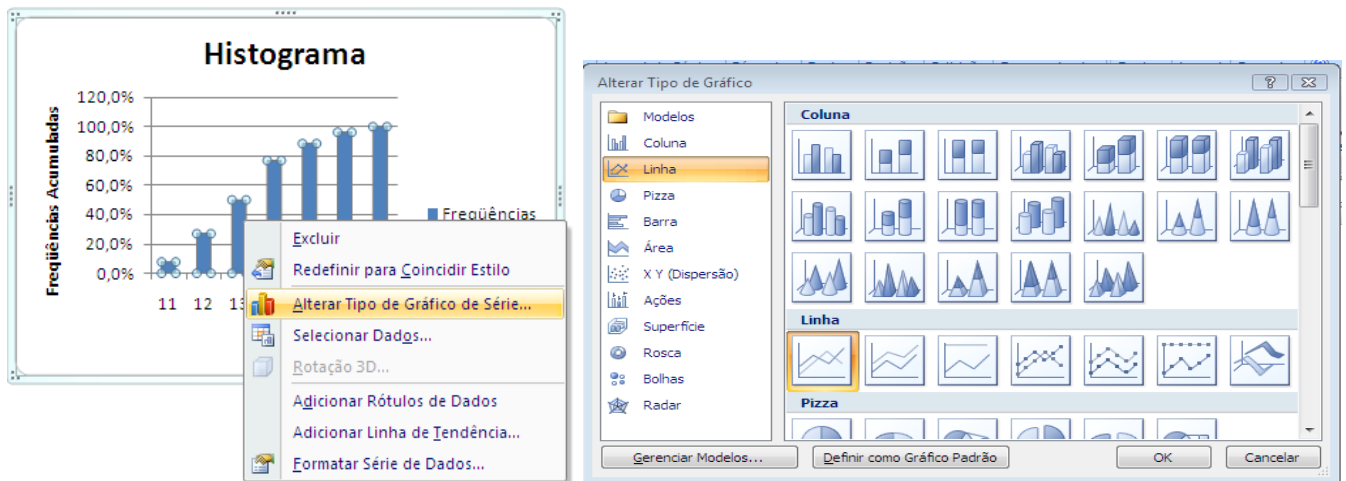 Histograma
120,0%
100,0%
80,0%
60,0%
40,0%
20,0%
0,0%
Freqüências Acumuladas
Freqüências
11 12
Excluir
Redefinir para Coincidir Estilo
Alterar Tipo de Gráfico de Série...
Selecionar Dados...
Rotação 3D...
Adicionar Rótulos de Dados
Adicionar Linha de Tendência...
Formatar Série de Dados...
Alterar Tipo de Gráfico
Modelos
Coluna
Linha
Pizza
Barra
Área
X Y (Dispersão)
Ações
Superfície
Rosca
Bolhas
Radar
Coluna
Linha
Pizza
Gerenciar Modelos...
Definir como Gráfico Padrão
OK
Cancelar